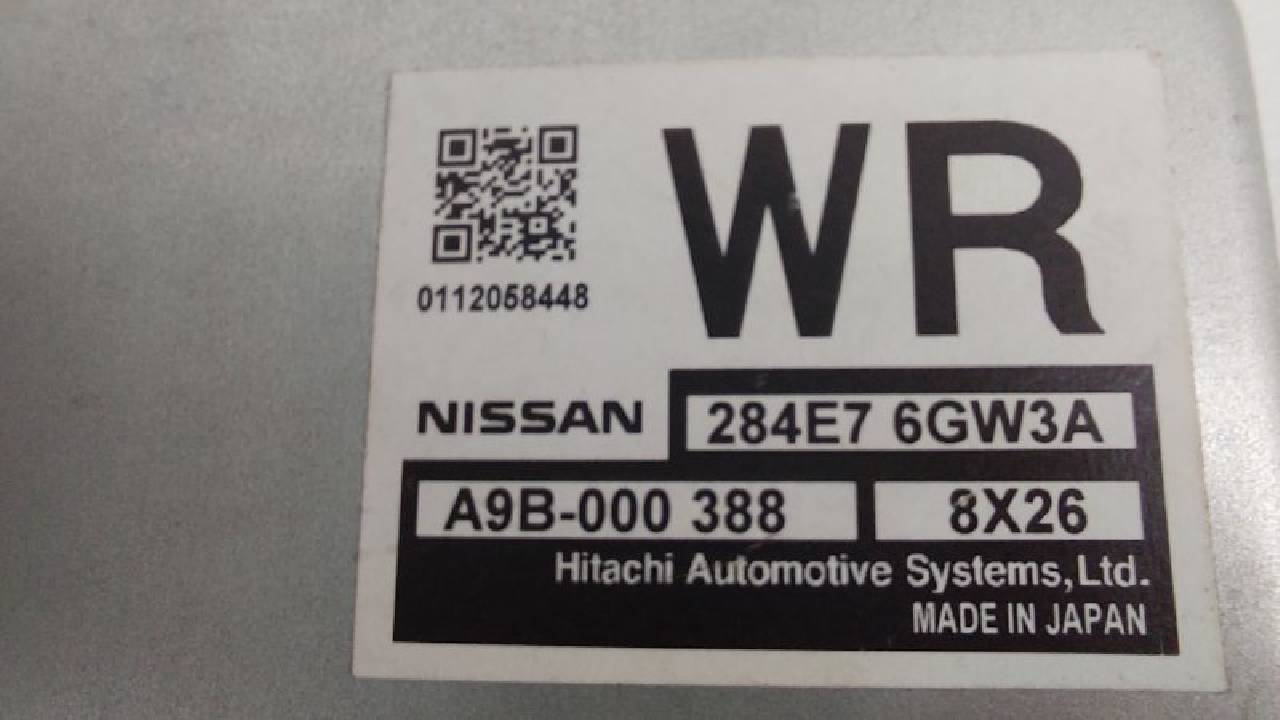 WR
0112058448
NISSAN 284E7 6GW3A
A9B-000 388 8X26
Hitachi Automotive Systems,Ltd.
MADE IN JAPAN